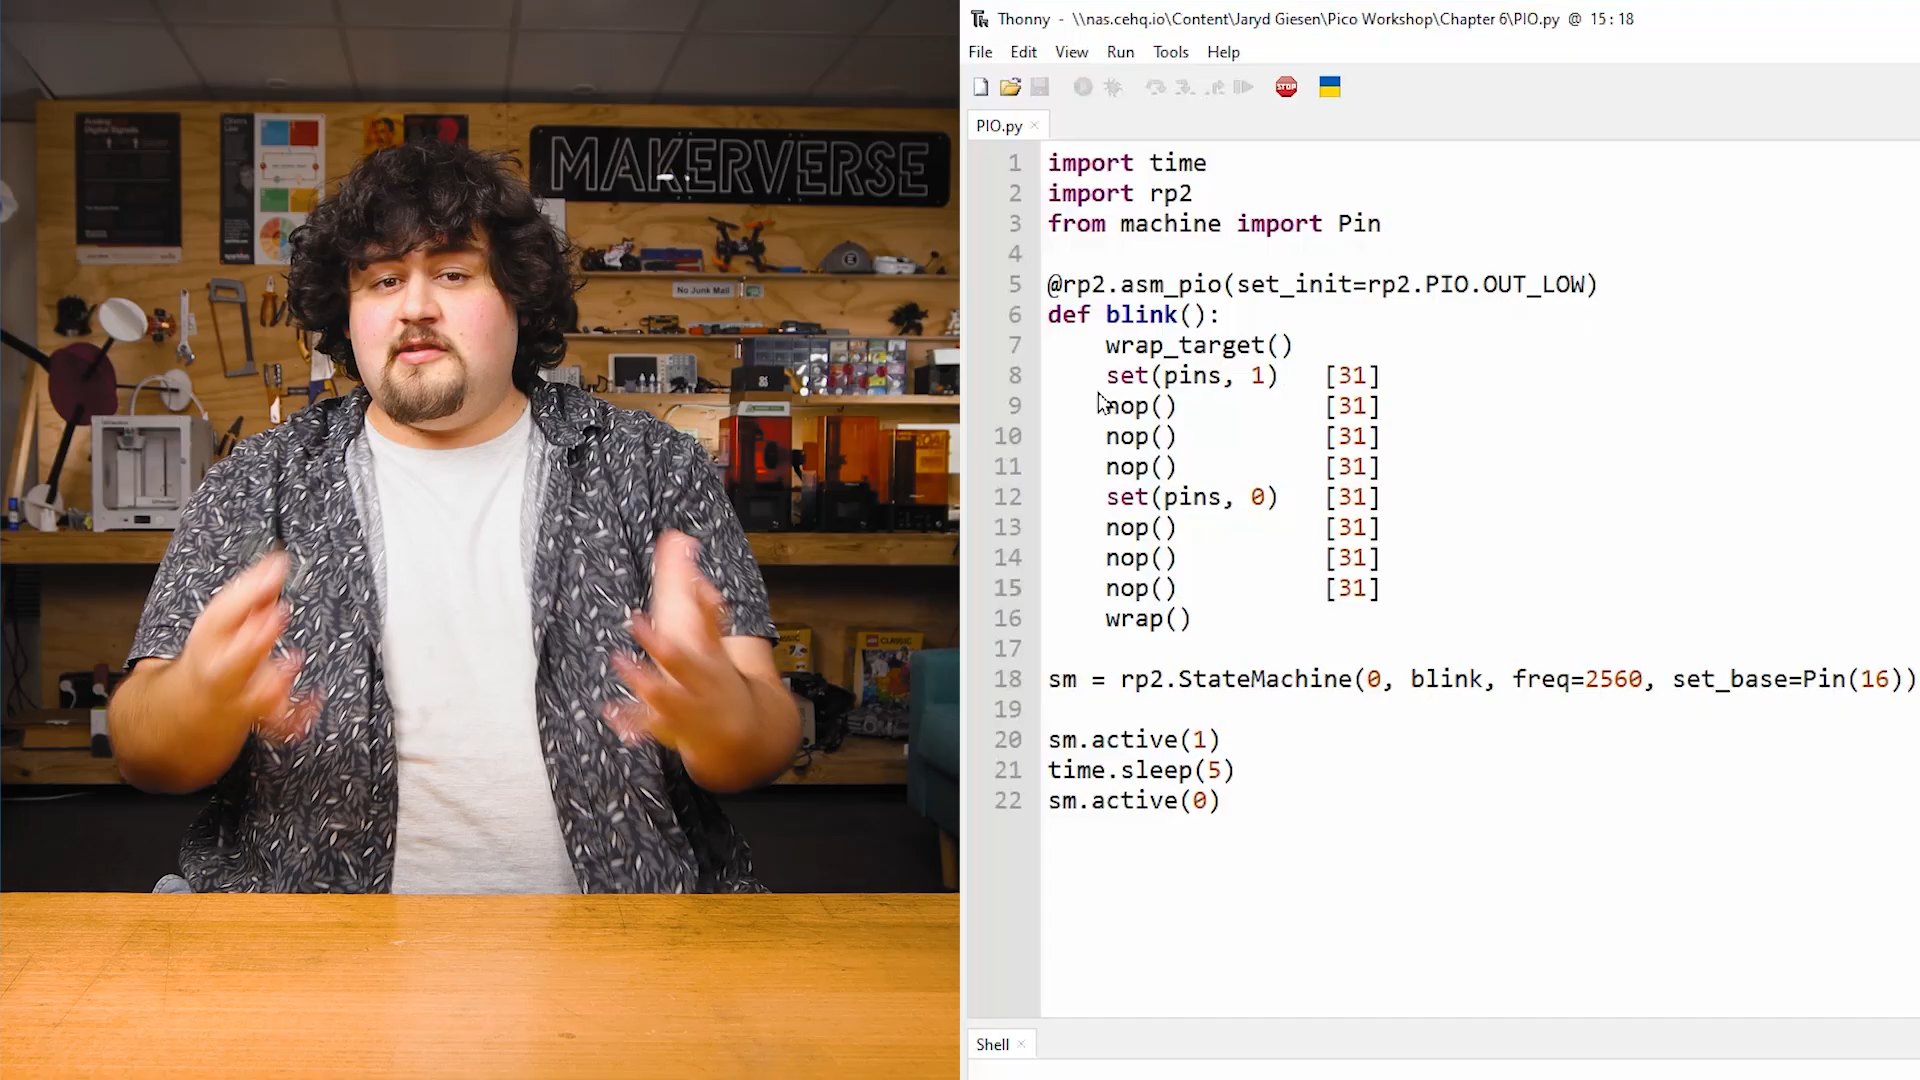 MAKERVERSE
No Junk Mail
CLASSIC
Thonny - \\nas.cehq.io\Content\Jaryd Giesen\Pico Workshop\Chapter 6\PIO.py @ 15:18
File Edit View Run Tools Help
STOP
PIO.py ×
1 import time
2 import rp2
3 from machine import Pin
4
5 @rp2.asm_pio(set_init=rp2.PIO.OUT_LOW)
6 def blink():
7 wrap_target()
8 set(pins, 1) [31]
9 nop() [31]
10 nop() [31]
11 nop() [31]
12 set(pins, 0) [31]
13 nop() [31]
14 nop() [31]
15 nop() [31]
16 wrap()
17
18 sm = rp2.StateMachine(0, blink, freq=2560, set_base=Pin(16))
19
20 sm.active(1)
21 time.sleep(5)
22 sm.active(0)
Shell ×